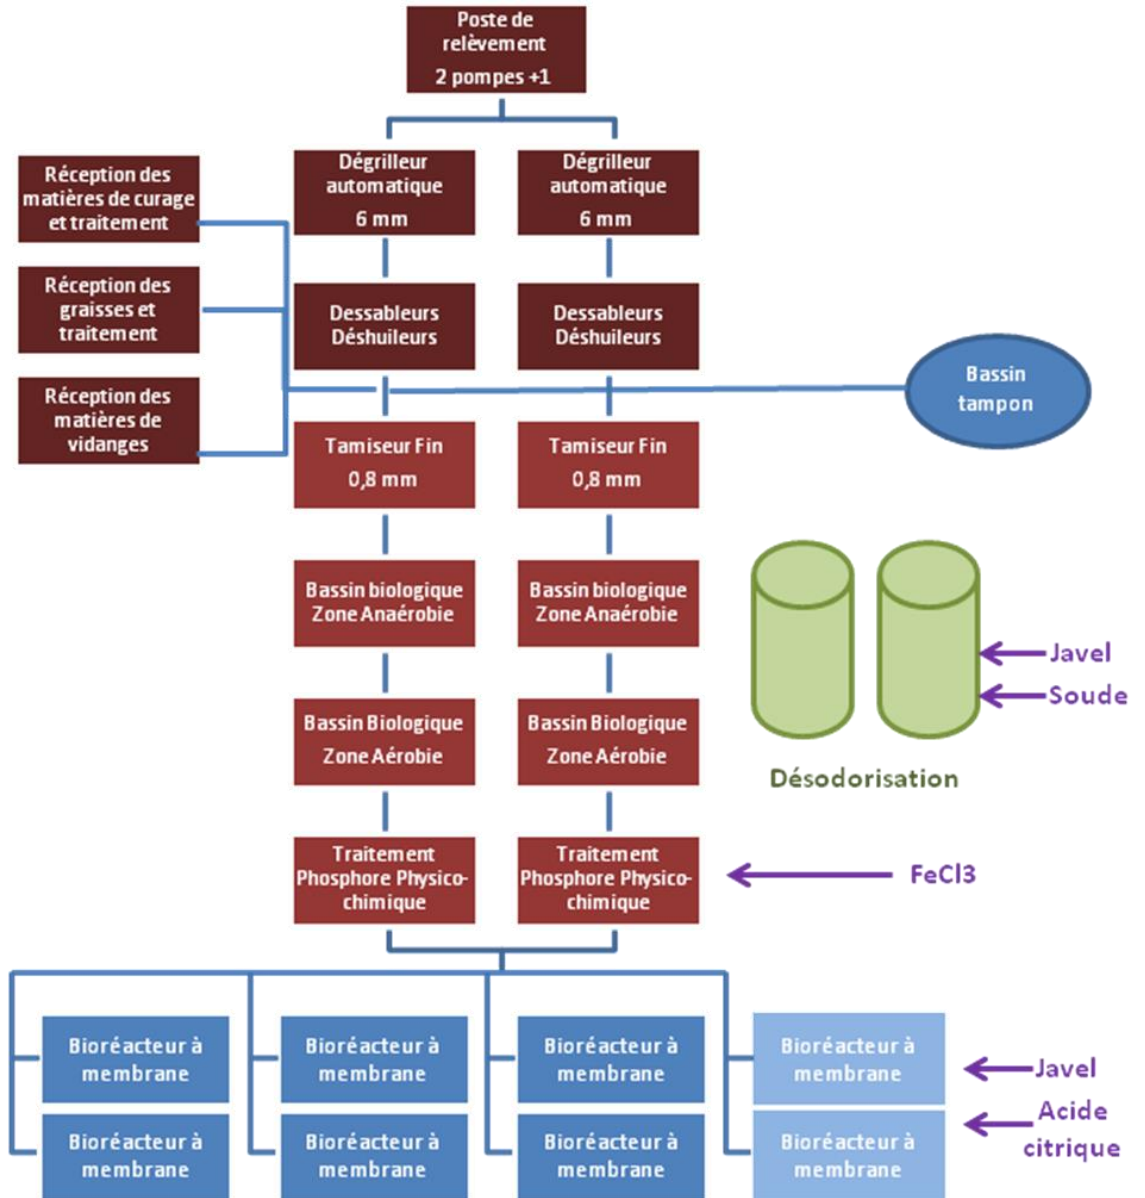 Poste de
relèvement
2 pompes +1
Réception des
matières de curage
et traitement
Dégrilleur
automatique
6 mm
Dégrilleur
automatique
6 mm
Réception des
graisses et
traitement
Dessableurs
Déshuileurs
Dessableurs
Déshuileurs
Réception des
matières de
vidanges
Bassin
tampon
Tamiseur Fin
0,8 mm
Tamiseur Fin
0,8 mm
Bassin biologique
Zone Anaérobie
Bassin biologique
Zone Anaérobie
Javel
Soude
Désodorisation
Bassin Biologique
Zone Aérobie
Bassin Biologique
Zone Aérobie
Traitement
Phosphore Physico-
chimique
Traitement
Phosphore Physico-
chimique
FeCl3
Bioréacteur à
membrane
Bioréacteur à
membrane
Bioréacteur à
membrane
Bioréacteur à
membrane
Javel
Bioréacteur à
membrane
Bioréacteur à
membrane
Bioréacteur à
membrane
Bioréacteur à
membrane
Acide
citrique